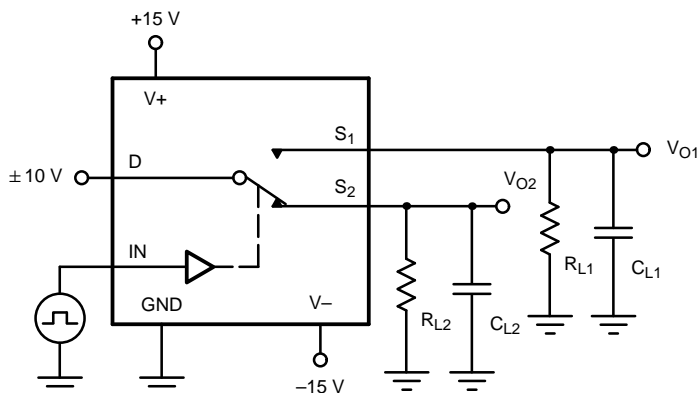 +15 V
V+
S1
VO1
± 10 V
D
S2
VO2
IN
RL1
CL1
GND
V–
RL2
CL2
–15 V